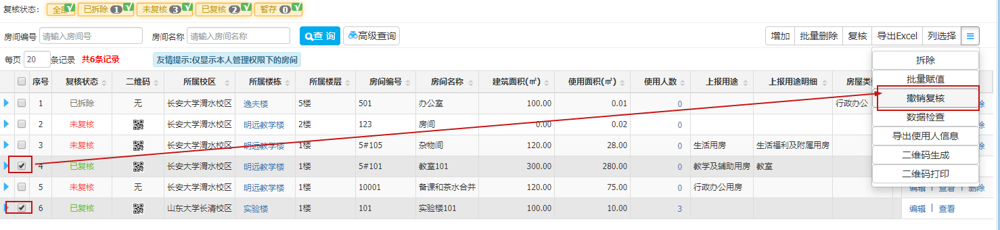 复核状态： 全部 已拆除 1 未复核 3 已复核 2 暂存 0
房间编号 请输入房间号 房间名称 请输入房间名称 查 询 高级查询 增加 批量删除 复核 导出Excel 列选择
每页 20 条记录 共6条记录 友情提示:仅显示本人管理权限下的房间
拆除
批量赋值
撤销复核
数据检查
导出使用人信息
二维码生成
二维码打印
序号 复核状态 二维码 所属校区 所属楼栋 所属楼层 房间编号 房间名称 建筑面积(㎡) 使用面积(㎡) 使用人数 上报用途 上报用途明细 房屋类
1 已拆除 无 长安大学渭水校区 逸夫楼 5楼 501 办公室 100.00 0.01 0 行政办公 除
2 未复核 长安大学渭水校区 明远教学楼 2楼 123 房间 0.00 0.02 0 除
3 未复核 长安大学渭水校区 明远教学楼 1楼 5#105 杂物间 120.00 28.00 0 生活用房 生活福利及附属用房 除
4 已复核 长安大学渭水校区 明远教学楼 1楼 5#101 教室101 300.00 280.00 0 教学及辅助用房 教室
5 未复核 无 长安大学渭水校区 明远教学楼 1楼 10001 备课和茶水合并 120.00 75.00 0 行政办公用房 编辑 | 查看 | 删除
6 已复核 山东大学长清校区 实验楼 1楼 101 实验楼101 100.00 10.00 3 编辑 | 查看